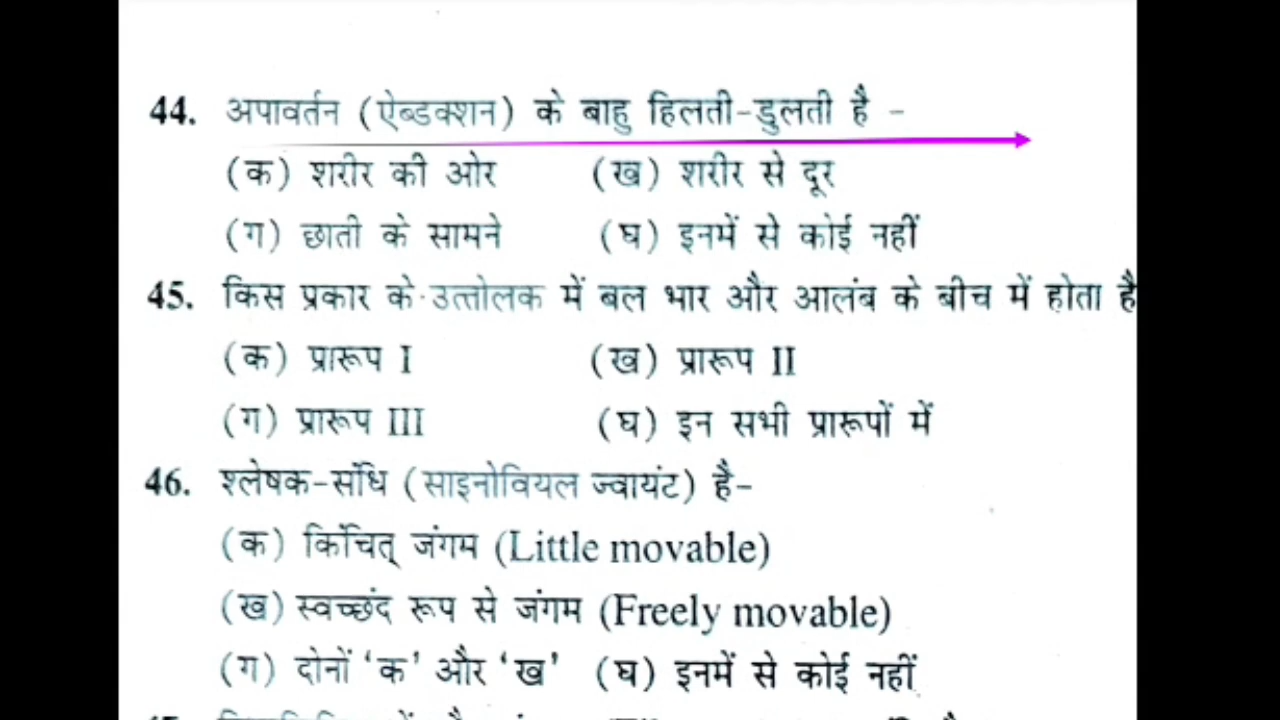 44. अपावर्तन (ऐब्डक्शन) के बाहु हिलती-डुलती है -
(क) शरीर की ओर (ख) शरीर से दूर
(ग) छाती के सामने (घ) इनमें से कोई नहीं
45. किस प्रकार के उत्तोलक में बल भार और आलंब के बीच में होता है
(क) प्रारूप I (ख) प्रारूप II
(ग) प्रारूप III (घ) इन सभी प्रारूपों में
46. श्लेषक-संधि (साइनोवियल ज्वायंट) है-
(क) किंचित् जंगम (Little movable)
(ख) स्वच्छंद रूप से जंगम (Freely movable)
(ग) दोनों 'क' और 'ख' (घ) इनमें से कोई नहीं